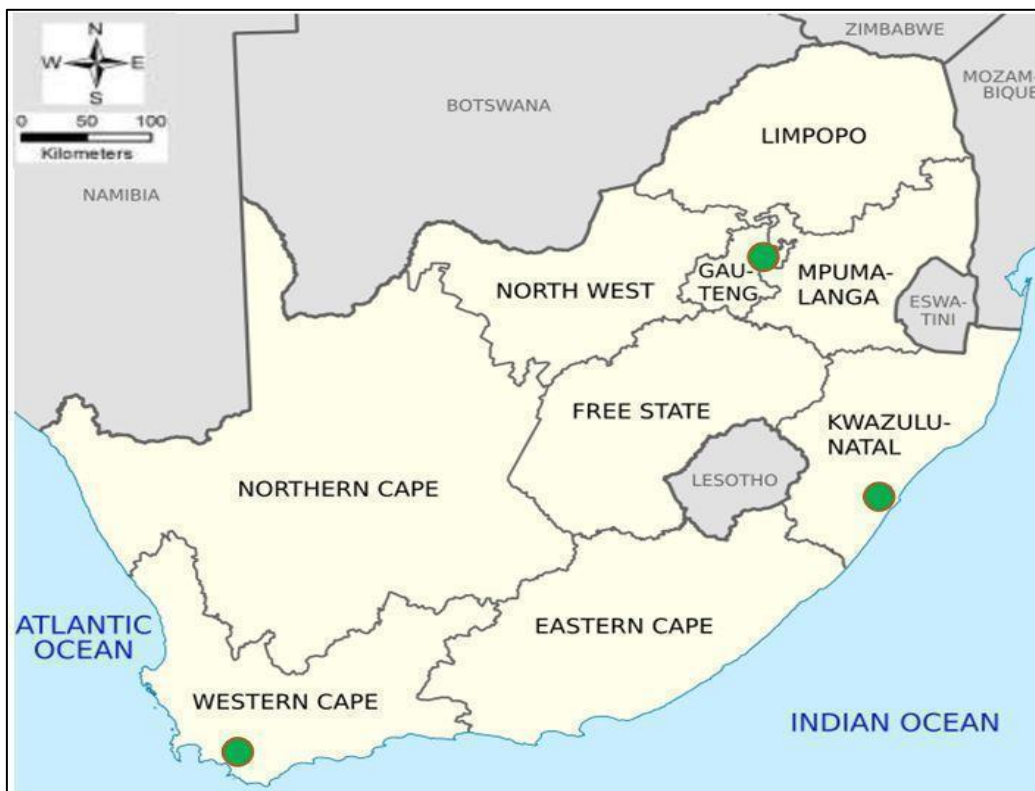 N
W E
S
0 50 100
Kilometers
ZIMBABWE
MOZAM-
BIQUE
BOTSWANA
LIMPOPO
NAMIBIA
GAU-
TENG
MPUMA-
LANGA
NORTH WEST
ESWA-
TINI
FREE STATE
KWAZULU-
NATAL
LESOTHO
NORTHERN CAPE
ATLANTIC
OCEAN
EASTERN CAPE
WESTERN CAPE
INDIAN OCEAN